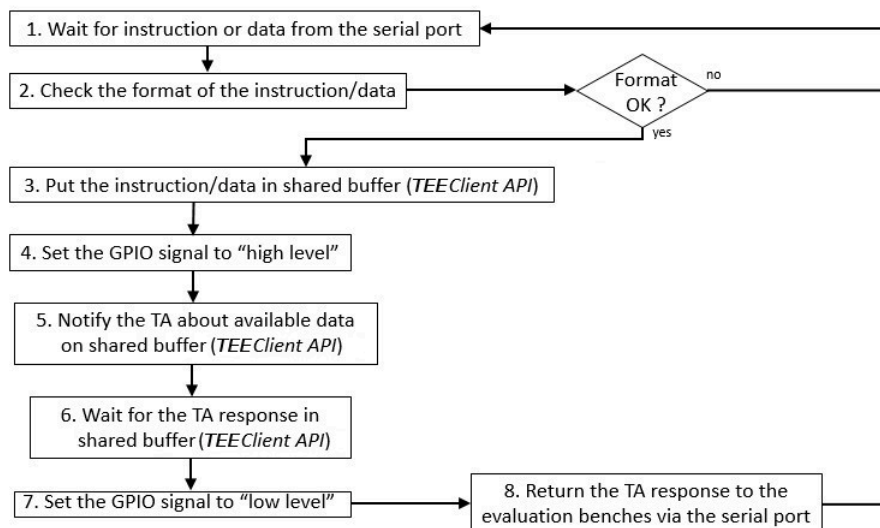 1. Wait for instruction or data from the serial port
2. Check the format of the instruction/data
Format
OK ?
no
yes
3. Put the instruction/data in shared buffer (TEEClient API)
4. Set the GPIO signal to “high level”
5. Notify the TA about available data
on shared buffer (TEEClient API)
6. Wait for the TA response in
shared buffer (TEEClient API)
7. Set the GPIO signal to “low level”
8. Return the TA response to the
evaluation benches via the serial port